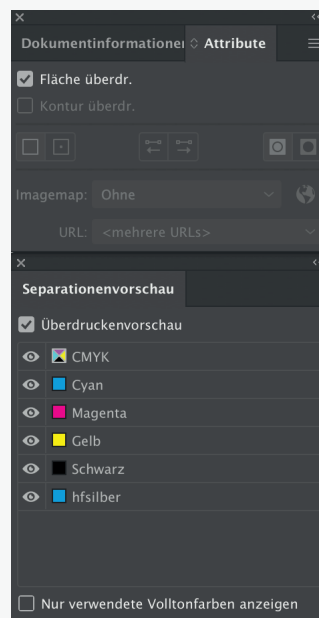 Dokumentinformationen Attribute
Fläche überdr.
Kontur überdr.
Imagemap: Ohne
URL: <mehrere URLs>
Separationenvorschau
Überdruckenvorschau
CMYK
Cyan
Magenta
Gelb
Schwarz
hfsilber
Nur verwendete Volltonfarben anzeigen